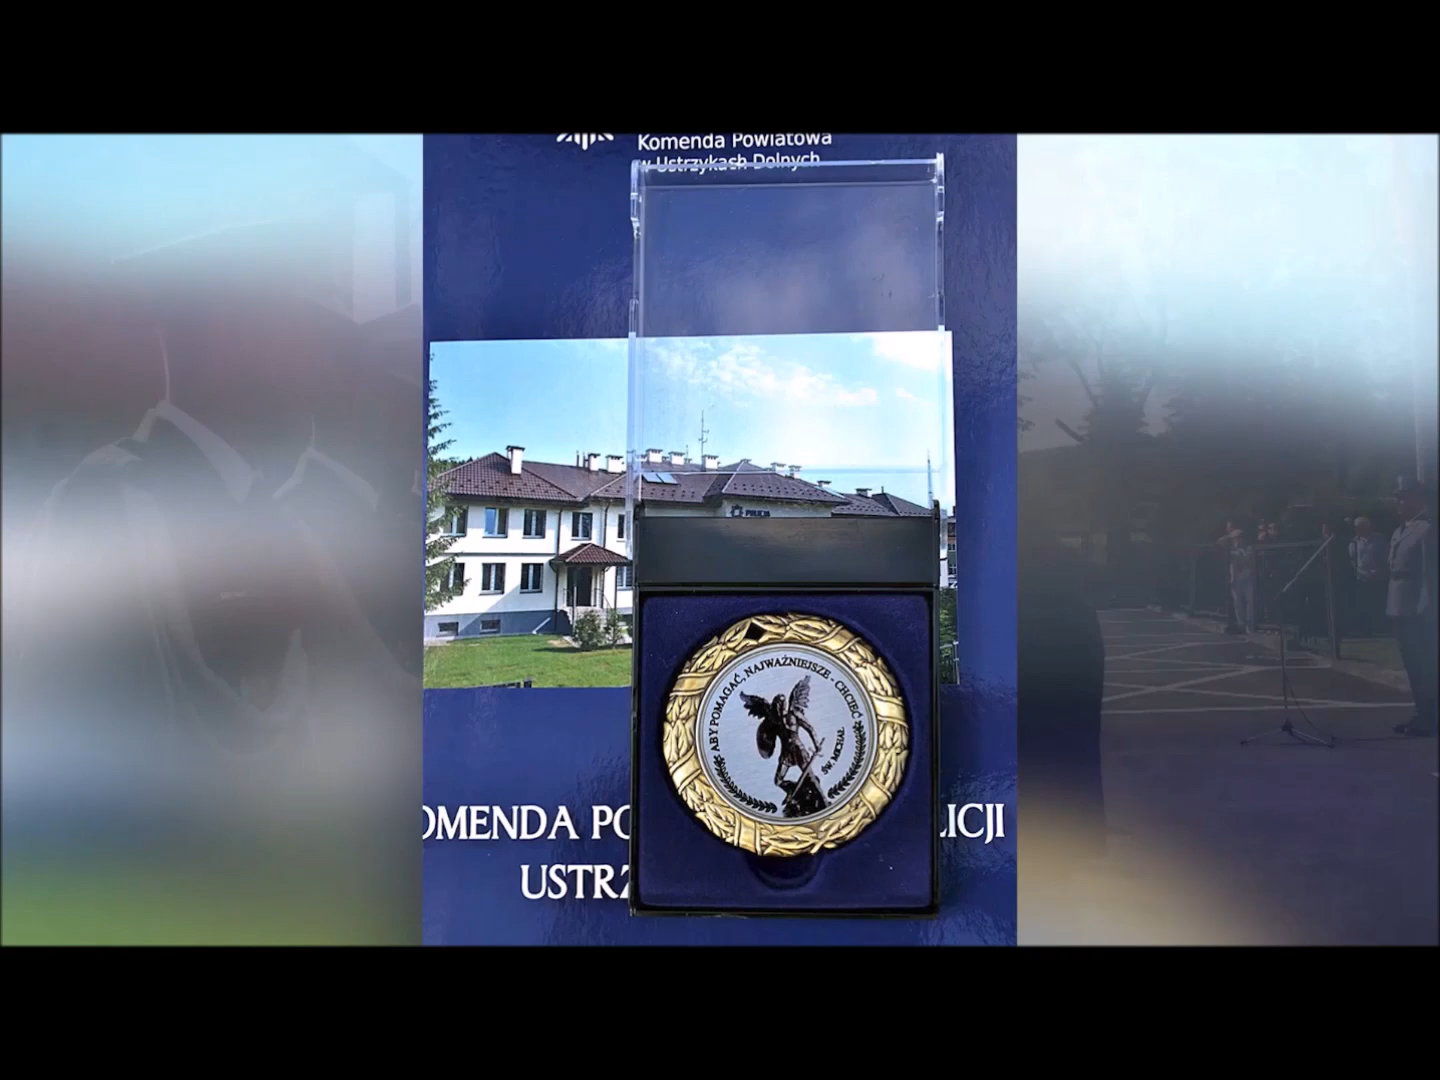 Komenda Powiatowa
w Ustrzykach Dolnych
POLICJA
ABY POMAGAĆ, NAJWAŻNIEJSZE - CHCIEĆ
ŚW. MICHAŁ
OMENDA PO LICJI
USTRZ